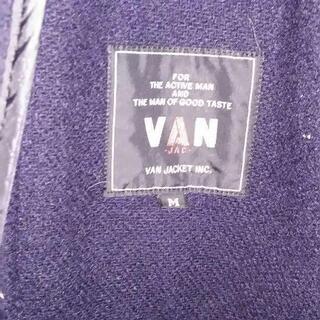 FOR
THE ACTIVE MAN
AND
THE MAN OF GOOD TASTE
VAN
-JAC-
VAN JACKET INC.
M